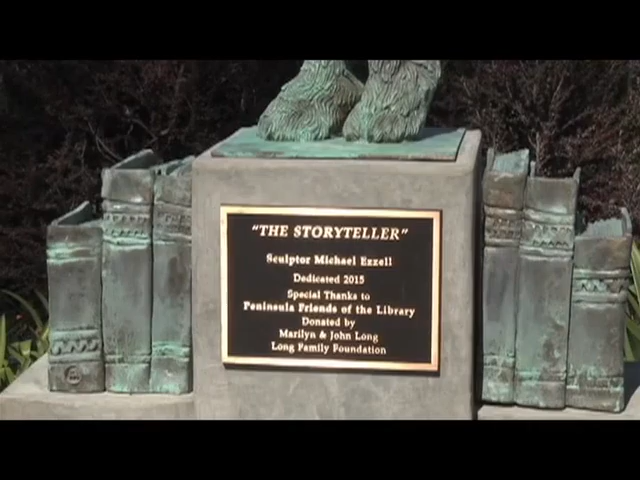 "THE STORYTELLER"
Sculptor Michael Ezzell
Dedicated 2015
Special Thanks to
Peninsula Friends of the Library
Donated by
Marilyn & John Long
Long Family Foundation